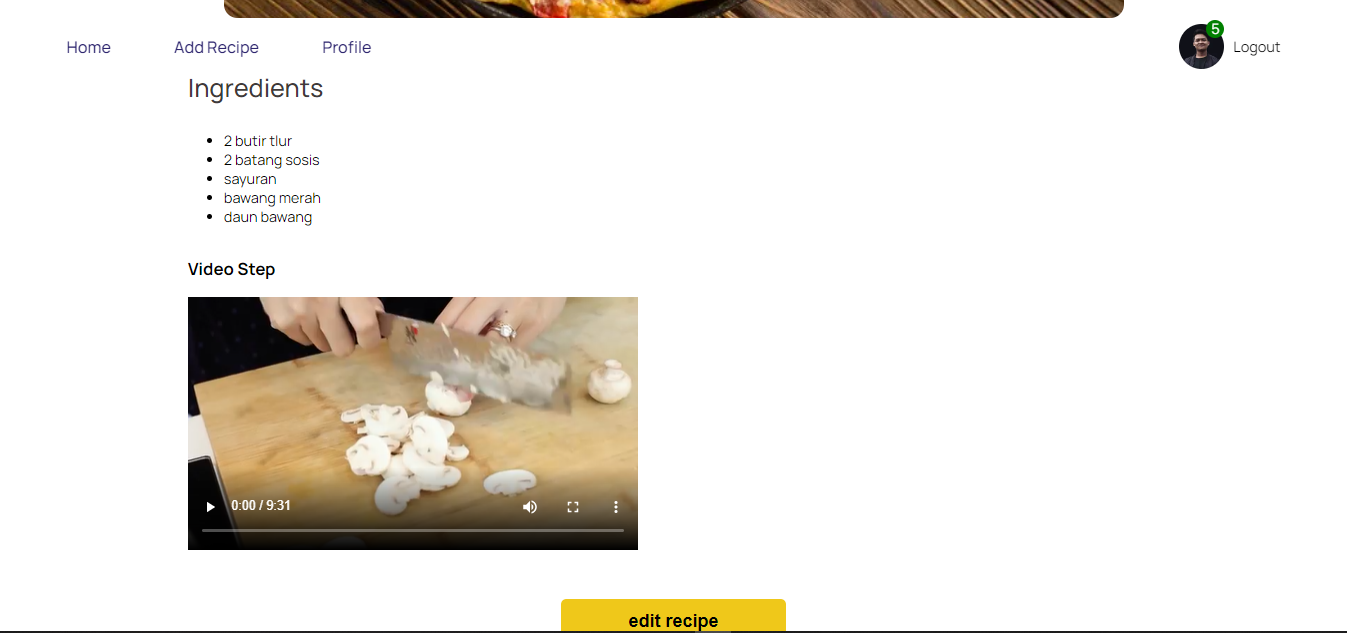 Home Add Recipe Profile 5 Logout
Ingredients
2 butir tlur
2 batang sosis
sayuran
bawang merah
daun bawang
Video Step
0:00 / 9:31
edit recipe